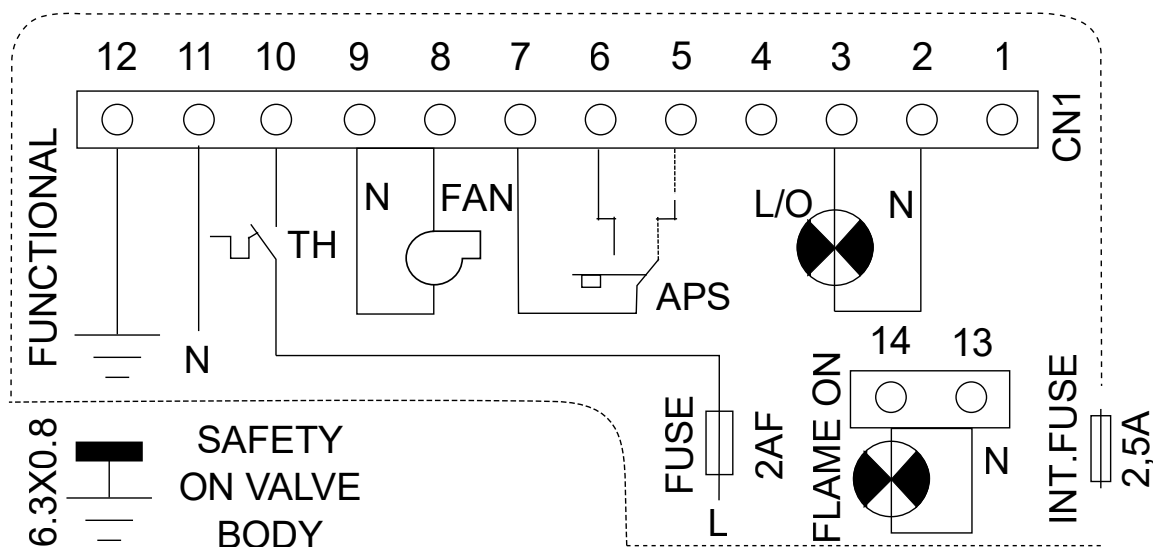 12 11 10 9 8 7 6 5 4 3 2 1
CN1
FUNCTIONAL
N
FAN
L/O
N
TH
APS
N
14 13
FLAME ON
N
FUSE
2AF
L
INT.FUSE
2,5A
6.3X0.8
SAFETY
ON VALVE
BODY